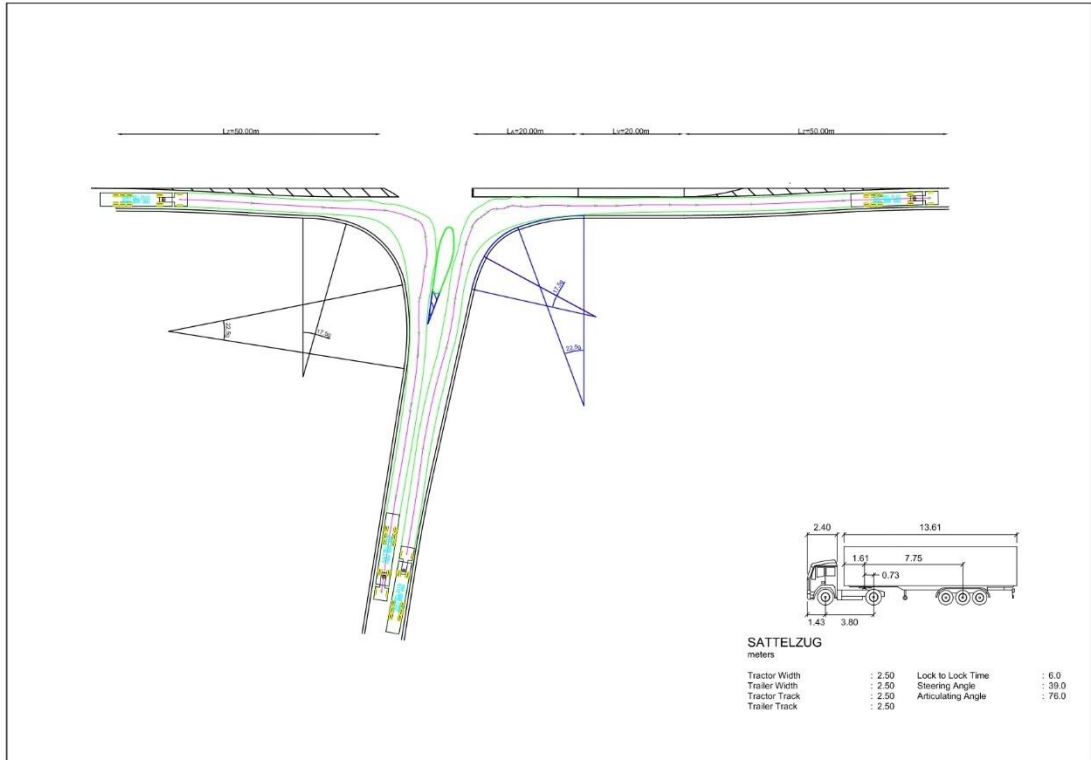 Lz=50.00m
LA=20.00m
Lv=20.00m
Lz=50.00m
22,5g
17,5g
17,5g
22,5g
2.40
13.61
1.61
7.75
0.73
1.43
3.80
SATTELZUG
meters
Tractor Width : 2.50 Lock to Lock Time : 6.0
Trailer Width : 2.50 Steering Angle : 39.0
Tractor Track : 2.50 Articulating Angle : 76.0
Trailer Track : 2.50